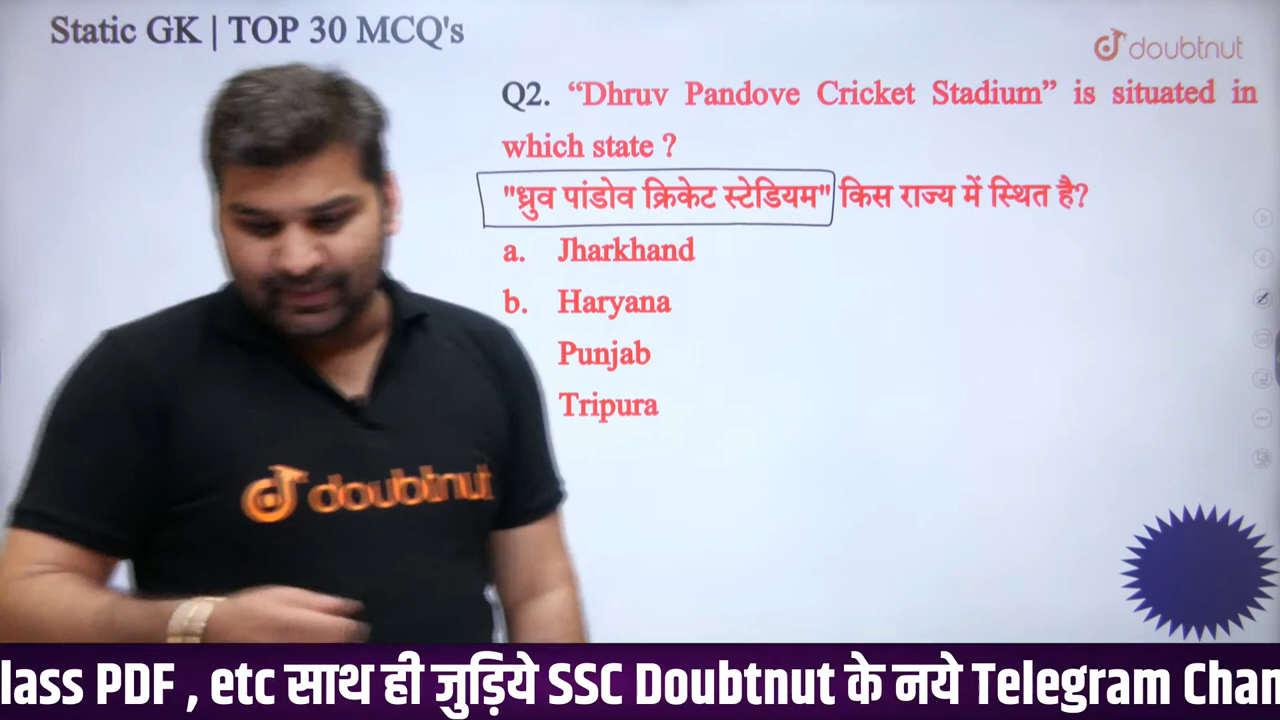 Static GK | TOP 30 MCQ's
doubtnut
Q2. “Dhruv Pandove Cricket Stadium” is situated in
which state ?
"ध्रुव पांडोव क्रिकेट स्टेडियम" किस राज्य में स्थित है?
a. Jharkhand
b. Haryana
Punjab
Tripura
doubtnut
lass PDF , etc साथ ही जुड़िये SSC Doubtnut के नये Telegram Chan